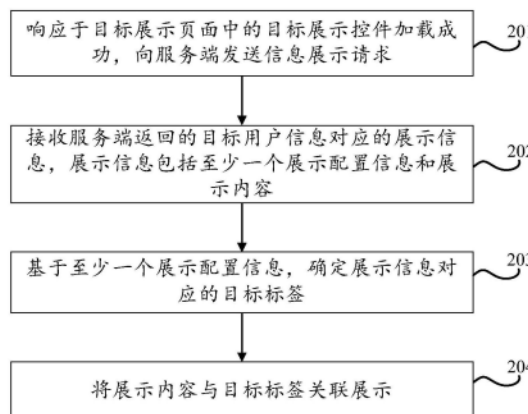 响应于目标展示页面中的目标展示控件加载成
功，向服务端发送信息展示请求
201
接收服务端返回的目标用户信息对应的展示信
息，展示信息包括至少一个展示配置信息和展
示内容
202
基于至少一个展示配置信息，确定展示信息对
应的目标标签
203
将展示内容与目标标签关联展示
204